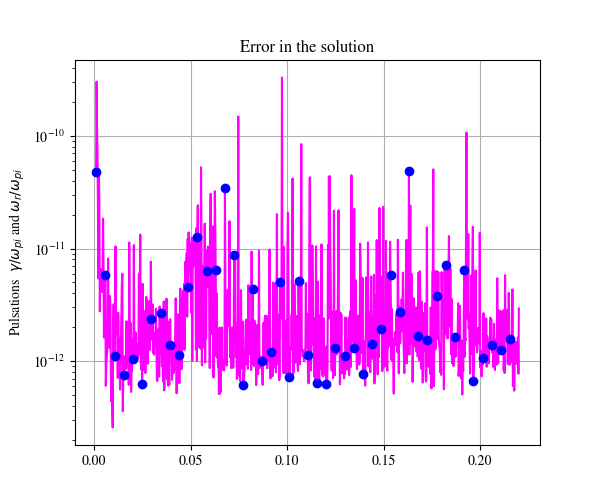 Error in the solution
Pulsations γ/ω_pi and ω_r/ω_pi
10⁻¹⁰
10⁻¹¹
10⁻¹²
0.00 0.05 0.10 0.15 0.20